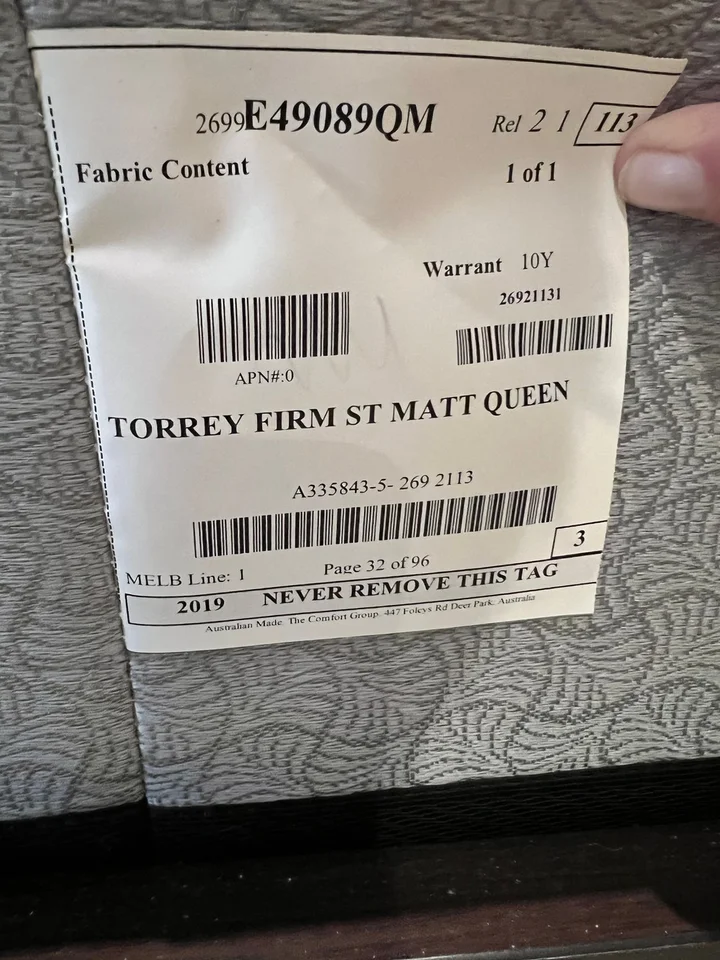 2699E49089QM Rel 2 1 113
Fabric Content 1 of 1
Warrant 10Y
26921131
APN#:0
TORREY FIRM ST MATT QUEEN
A335843-5- 269 2113
3
MELB Line: 1 Page 32 of 96
2019 NEVER REMOVE THIS TAG
Australian Made. The Comfort Group. 447 Foleys Rd Deer Park. Australia